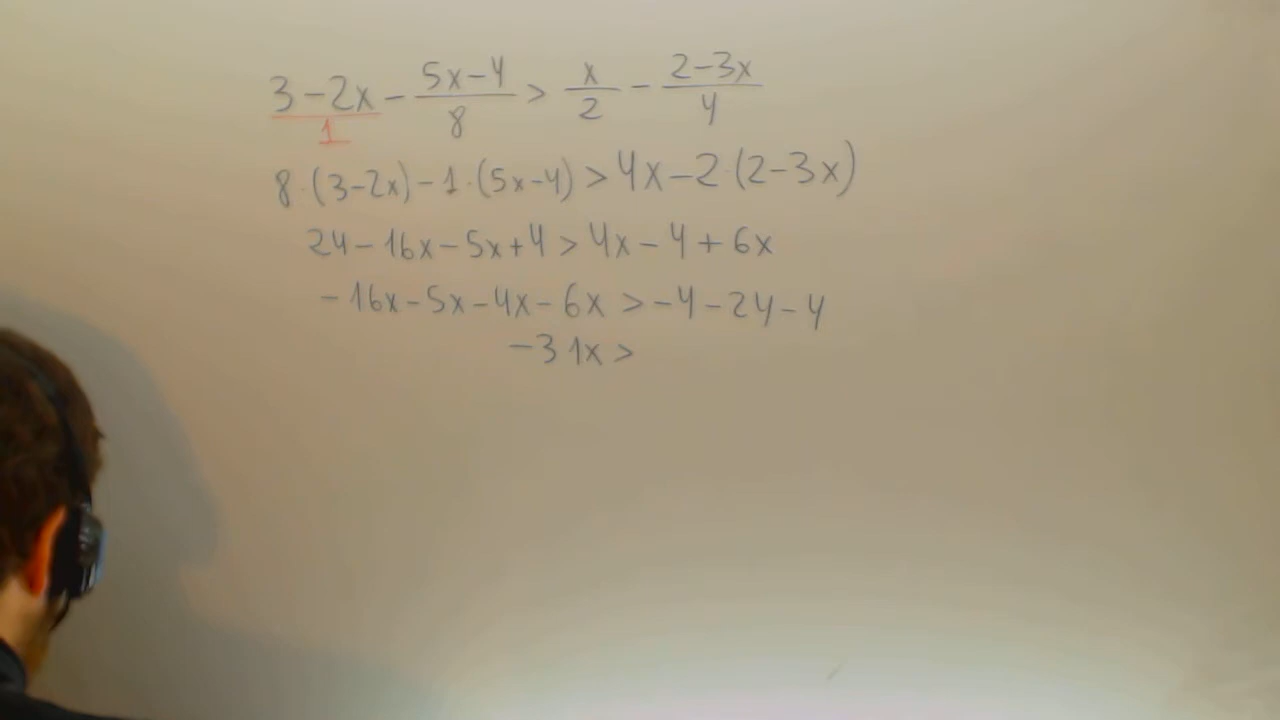 3-2x/1 - 5x-4/8 > x/2 - 2-3x/4
8·(3-2x)-1·(5x-4)>4x-2·(2-3x)
24-16x-5x+4>4x-4+6x
-16x-5x-4x-6x>-4-24-4
-31x>